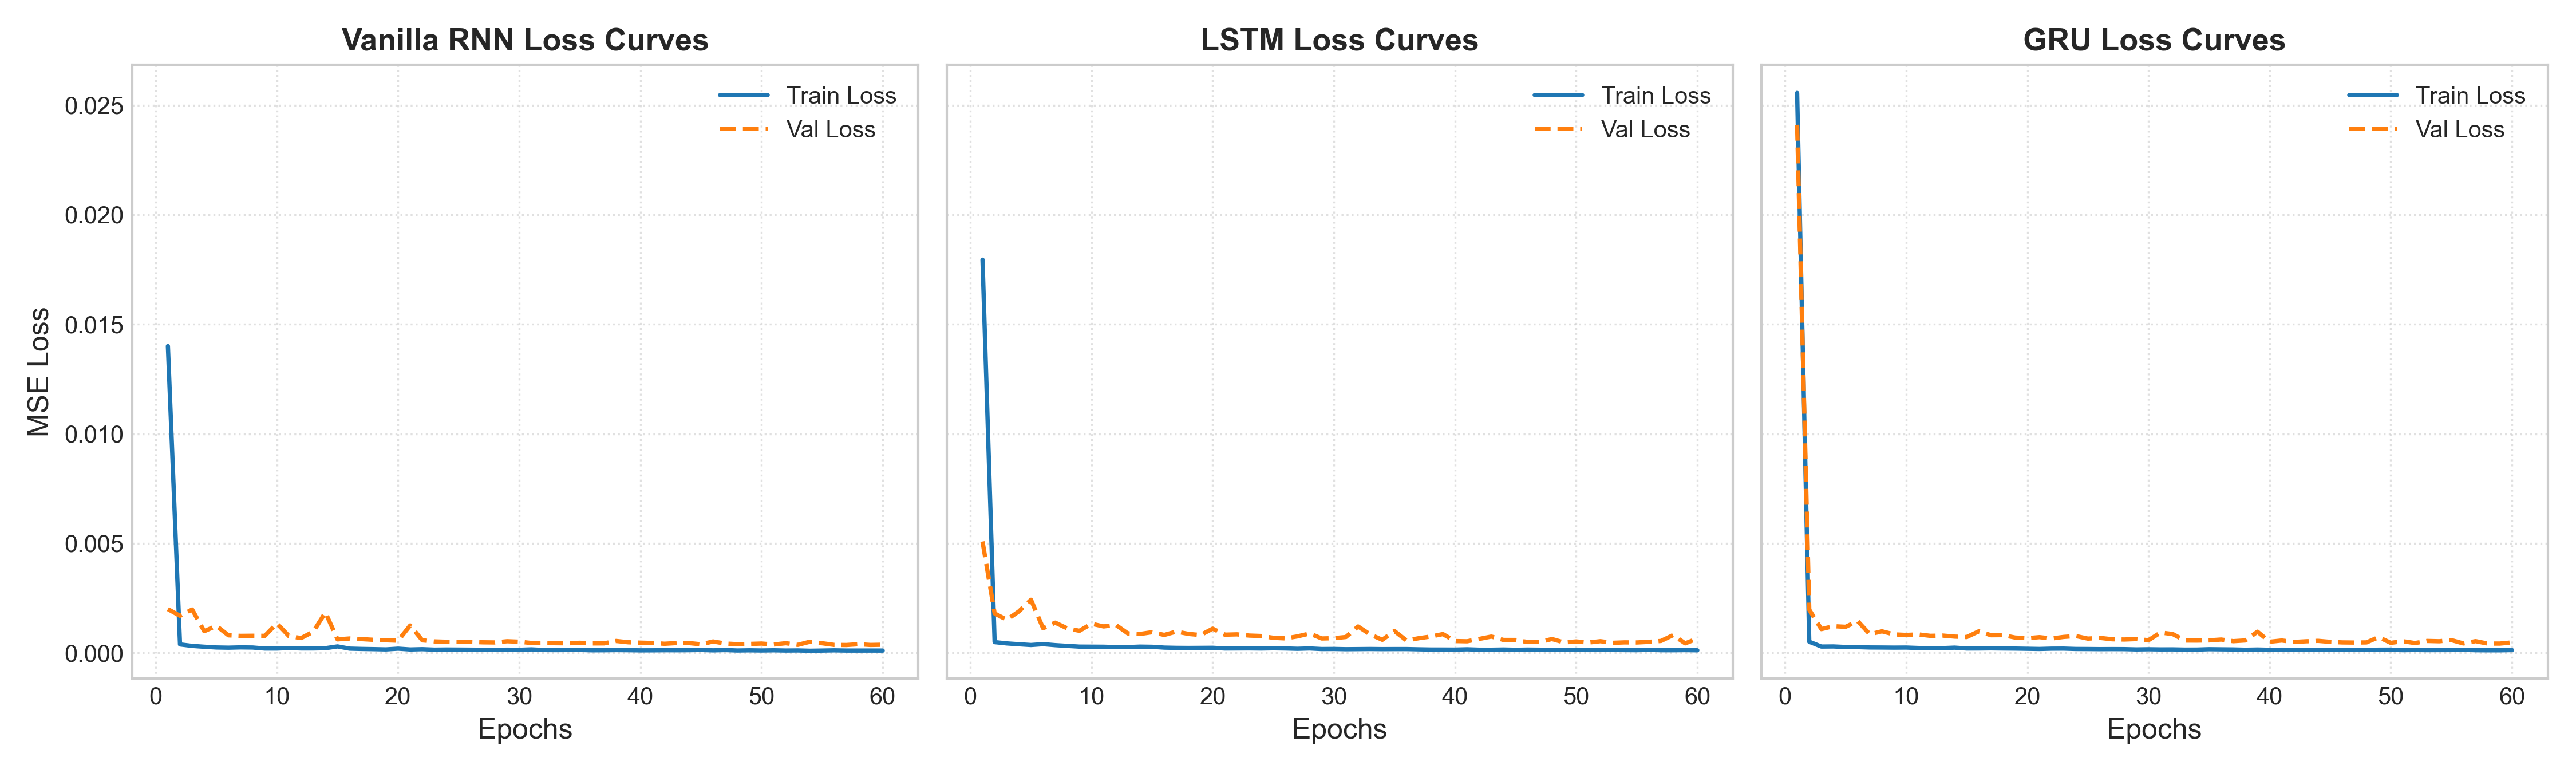 Vanilla RNN Loss Curves
LSTM Loss Curves
GRU Loss Curves
MSE Loss
0.025
0.020
0.015
0.010
0.005
0.000
Train Loss
Val Loss
Train Loss
Val Loss
Train Loss
Val Loss
0 10 20 30 40 50 60
0 10 20 30 40 50 60
0 10 20 30 40 50 60
Epochs
Epochs
Epochs